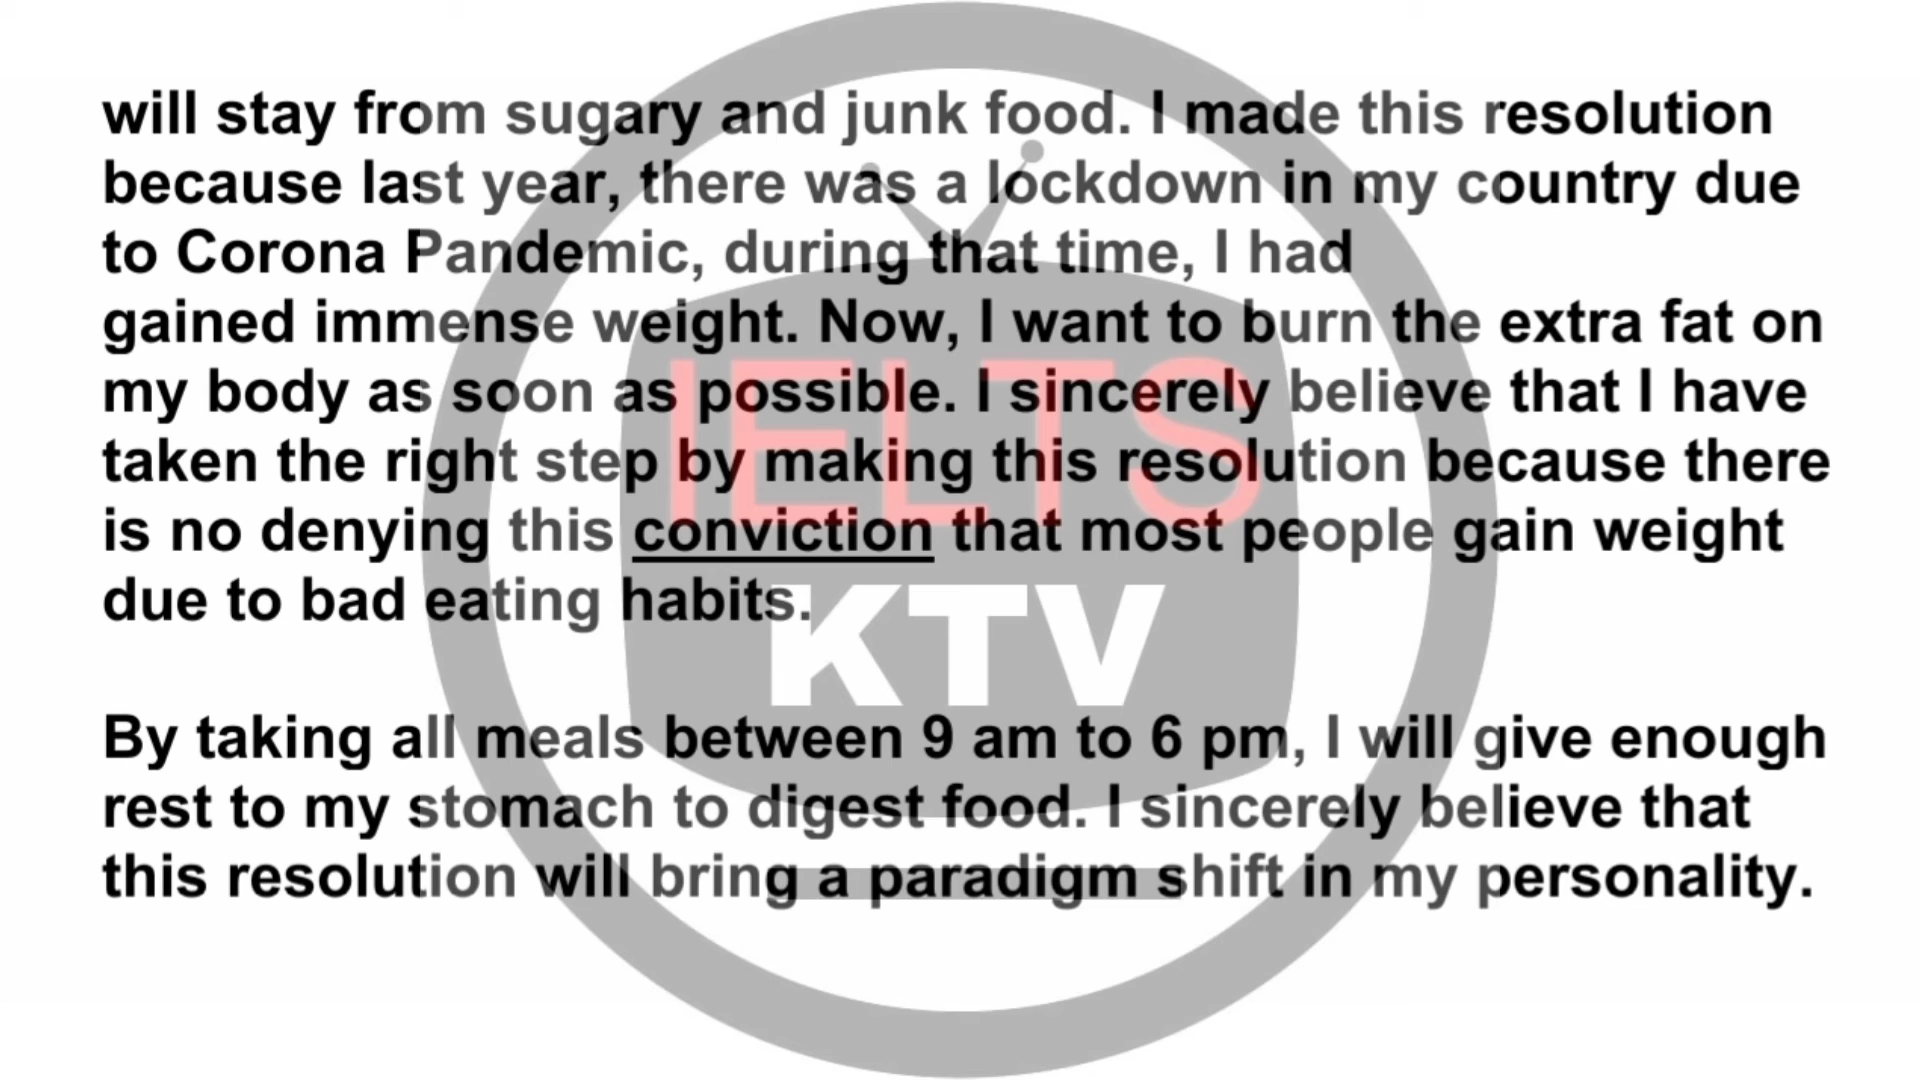 will stay from sugary and junk food. I made this resolution
because last year, there was a lockdown in my country due
to Corona Pandemic, during that time, I had
gained immense weight. Now, I want to burn the extra fat on
my body as soon as possible. I sincerely believe that I have
taken the right step by making this resolution because there
is no denying this conviction that most people gain weight
due to bad eating habits.
By taking all meals between 9 am to 6 pm, I will give enough
rest to my stomach to digest food. I sincerely believe that
this resolution will bring a paradigm shift in my personality.
IELTS
KTV